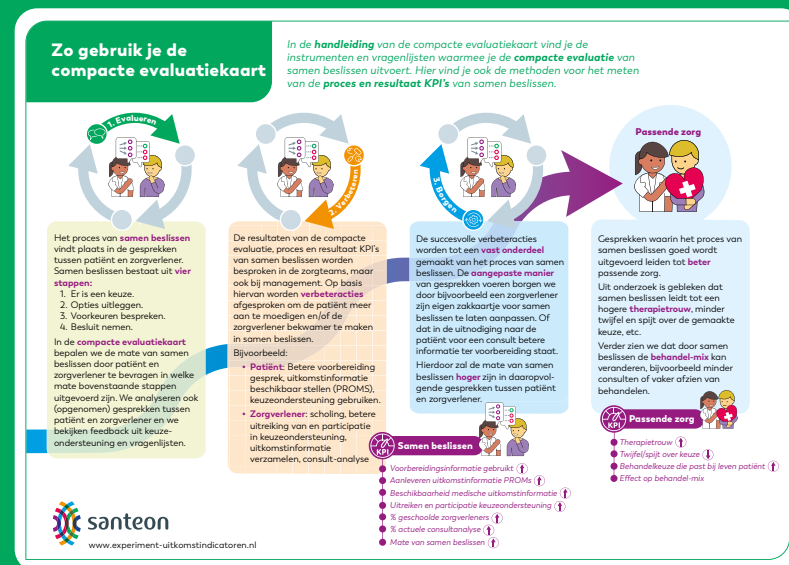 Zo gebruik je de
compacte evaluatiekaart
In de handleiding van de compacte evaluatiekaart vind je de
instrumenten en vragenlijsten waarmee je de compacte evaluatie van
samen beslissen uitvoert. Hier vind je ook de methoden voor het meten
van de proces en resultaat KPI's van samen beslissen.
1. Evalueren
Het proces van samen beslissen
vindt plaats in de gesprekken
tussen patiënt en zorgverlener.
Samen beslissen bestaat uit vier
stappen:
1. Er is een keuze.
2. Opties uitleggen.
3. Voorkeuren bespreken.
4. Besluit nemen.
In de compacte evaluatiekaart
bepalen we de mate van samen
beslissen door patiënt en
zorgverlener te bevragen in welke
mate bovenstaande stappen
uitgevoerd zijn. We analyseren ook
(opgenomen) gesprekken tussen
patiënt en zorgverlener en we
bekijken feedback uit keuze-
ondersteuning en vragenlijsten.
2. Verbeteren
De resultaten van de compacte
evaluatie, proces en resultaat KPI's
van samen beslissen worden
besproken in de zorgteams, maar
ook bij management. Op basis
hiervan worden verbeteracties
afgesproken om de patiënt meer
aan te moedigen en/of de
zorgverlener bekwamer te maken
in samen beslissen.
Bijvoorbeeld:
• Patiënt: Betere voorbereiding
gesprek, uitkomstinformatie
beschikbaar stellen (PROMS),
keuzeondersteuning gebruiken.
• Zorgverlener: scholing, betere
uitreiking van en participatie
in keuzeondersteuning,
uitkomstinformatie
verzamelen, consult-analyse
3. Borgen
De succesvolle verbeteracties
worden tot een vast onderdeel
gemaakt van het proces van samen
beslissen. De aangepaste manier
van gesprekken voeren borgen we
door bijvoorbeeld een zorgverlener
zijn eigen zakkaartje voor samen
beslissen te laten aanpassen. Of
dat in de uitnodiging naar de
patiënt voor een consult betere
informatie ter voorbereiding staat.
Hierdoor zal de mate van samen
beslissen hoger zijn in daaropvol-
gende gesprekken tussen patiënt
en zorgverlener.
KPI
Samen beslissen
Voorbereidingsinformatie gebruikt
Aanleveren uitkomstinformatie PROMs
Beschikbaarheid medische uitkomstinformatie
Uitreiken en participatie keuzeondersteuning
% geschoolde zorgverleners
% actuele consultanalyse
Mate van samen beslissen
Passende zorg
Gesprekken waarin het proces van
samen beslissen goed wordt
uitgevoerd leiden tot beter
passende zorg.
Uit onderzoek is gebleken dat
samen beslissen leidt tot een
hogere therapietrouw, minder
twijfel en spijt over de gemaakte
keuze, etc.
Verder zien we dat door samen
beslissen de behandel-mix kan
veranderen, bijvoorbeeld minder
consulten of vaker afzien van
behandelen.
KPI
Passende zorg
Therapietrouw
Twijfel/spijt over keuze
Behandelkeuze die past bij leven patiënt
Effect op behandel-mix
santeon
www.experiment-uitkomstindicatoren.nl